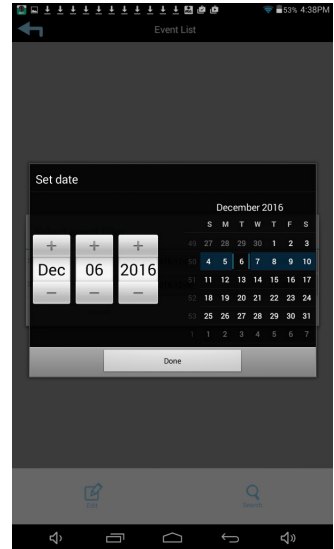 53% 4:38PM
Event List
Set date
December 2016
S M T W T F S
49 27 28 29 30 1 2 3
50 4 5 6 7 8 9 10
51 11 12 13 14 15 16 17
52 18 19 20 21 22 23 24
53 25 26 27 28 29 30 31
1 1 2 3 4 5 6 7
+ + +
Dec 06 2016
− − −
Done
Edit Search